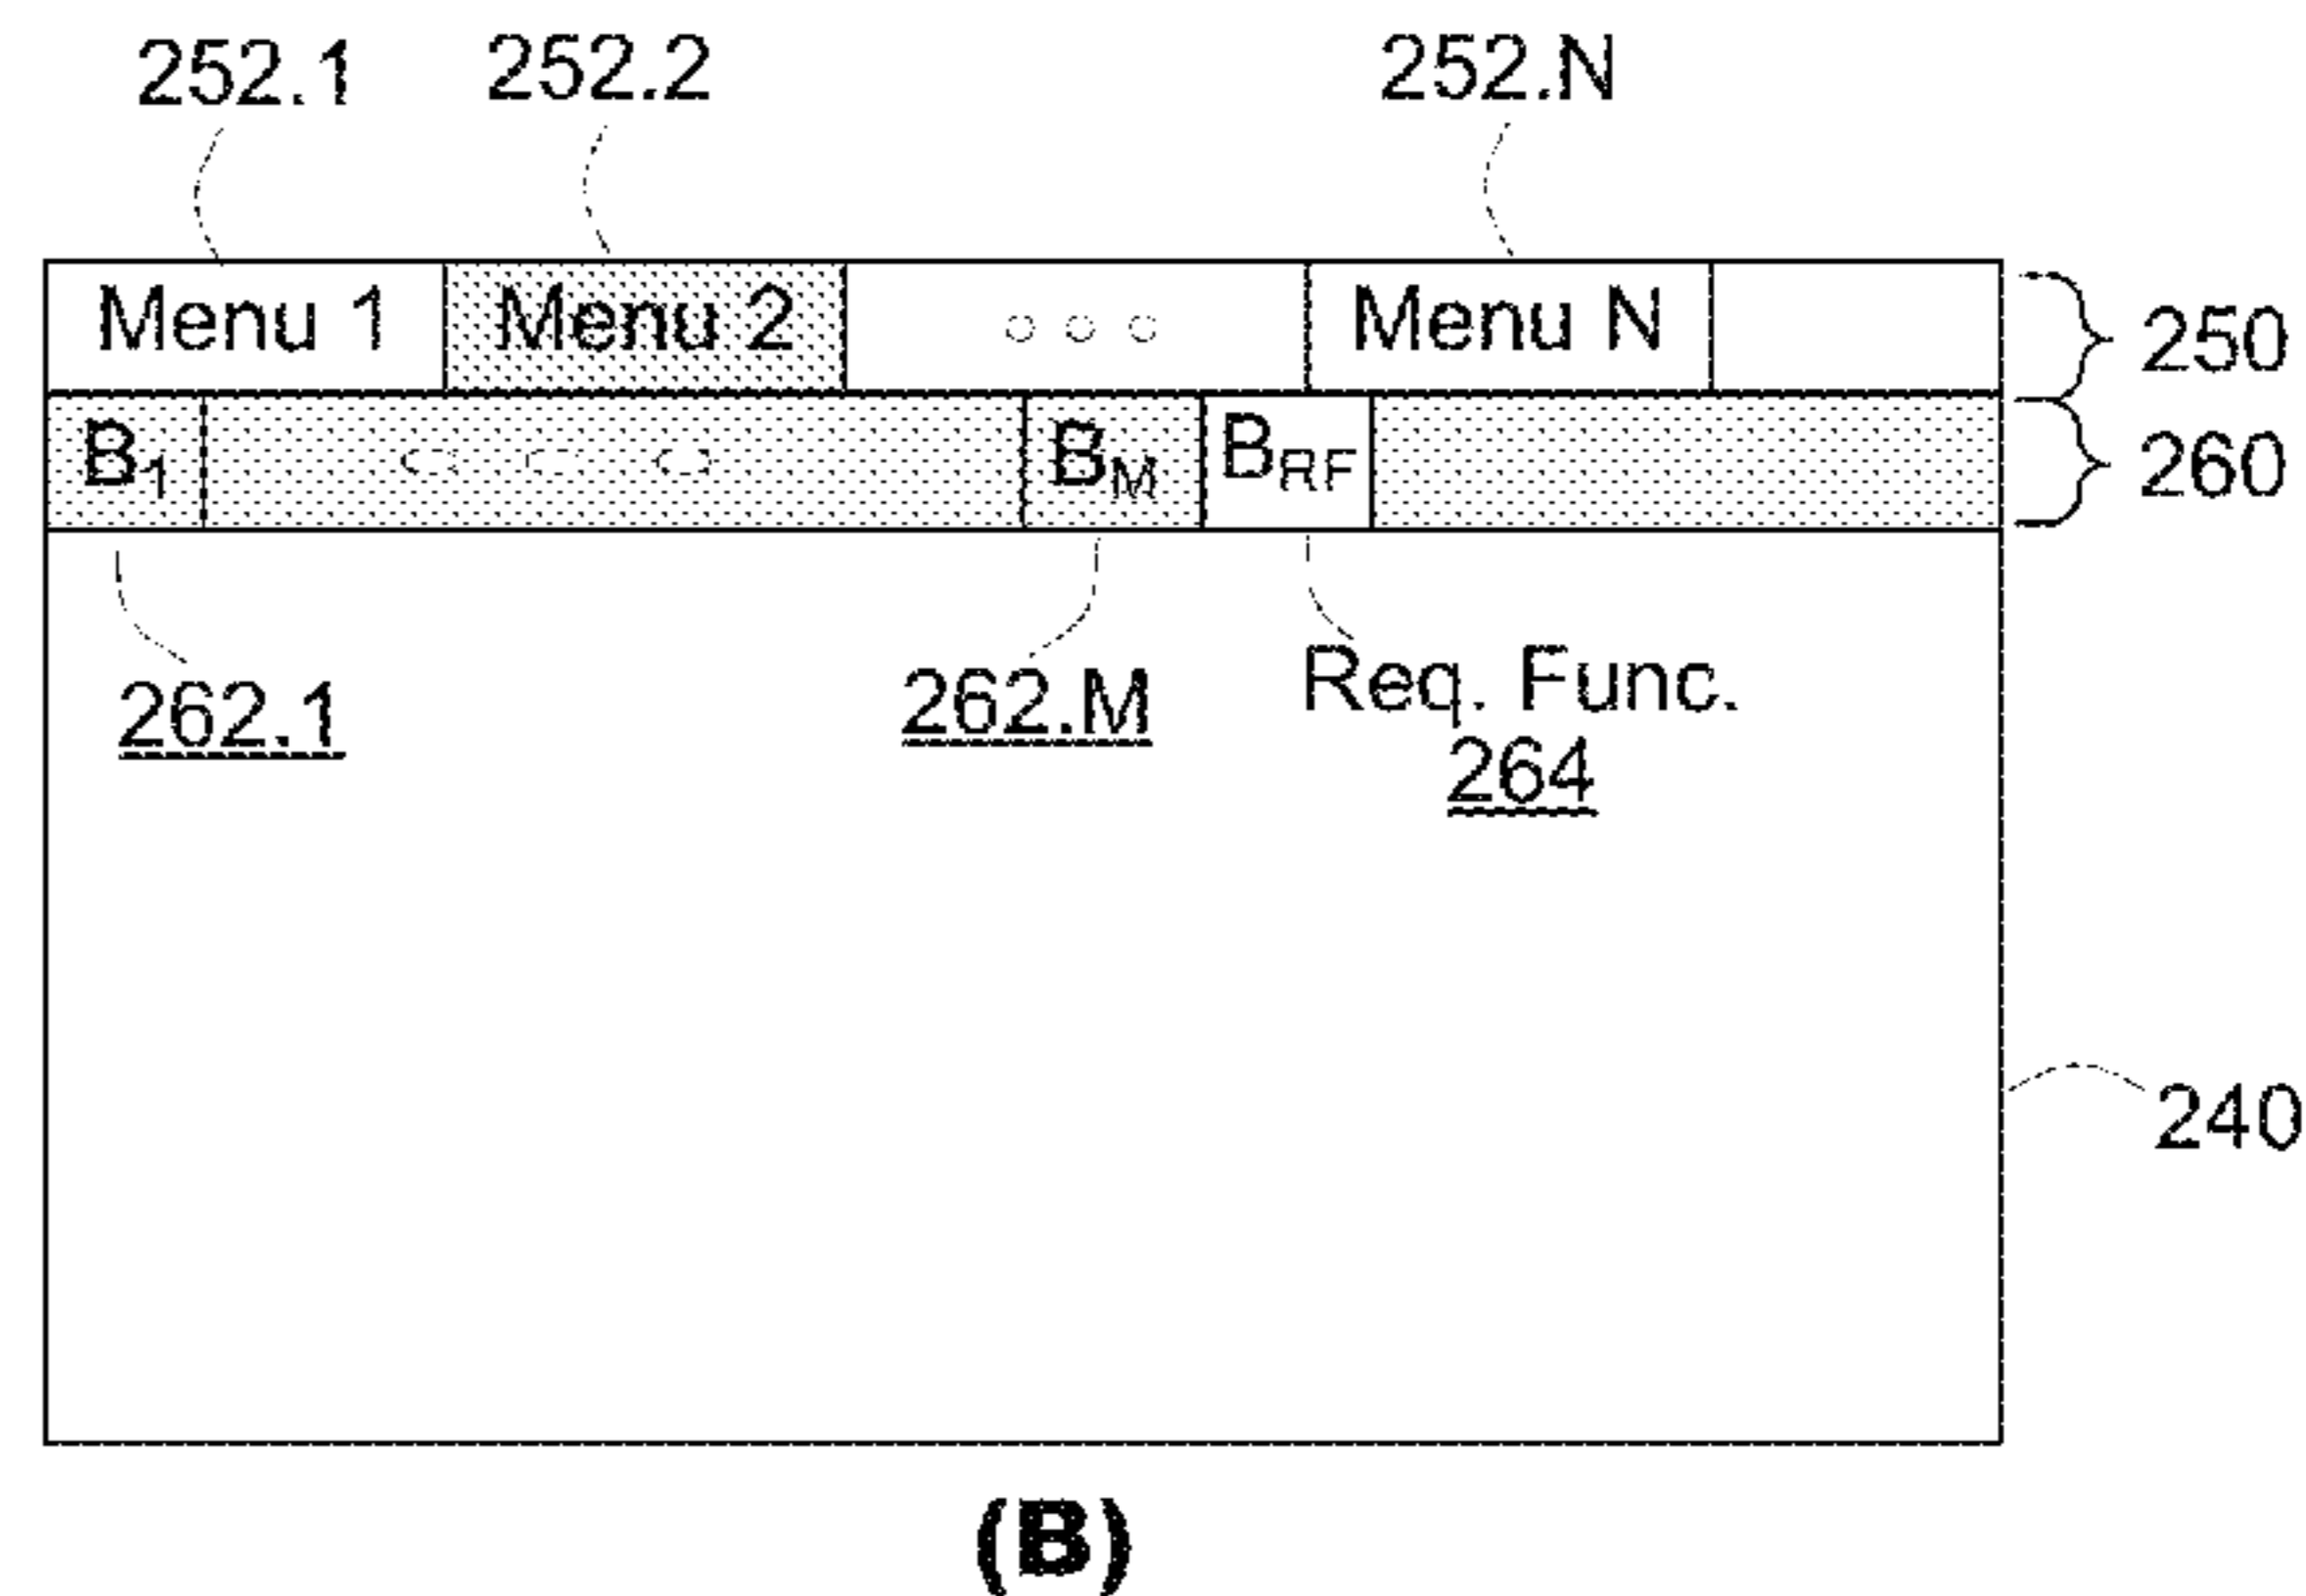 252.1 252.2 252.N
Menu 1 Menu 2 Menu N
250
B1 BM BRF
260
262.1 262.M Req. Func.
264
240
(B)